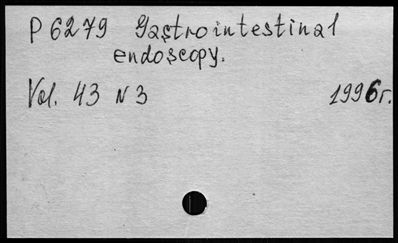 P 6279 Gastrointestinal
endoscopy.
Vol. 43 N 3 1996г.